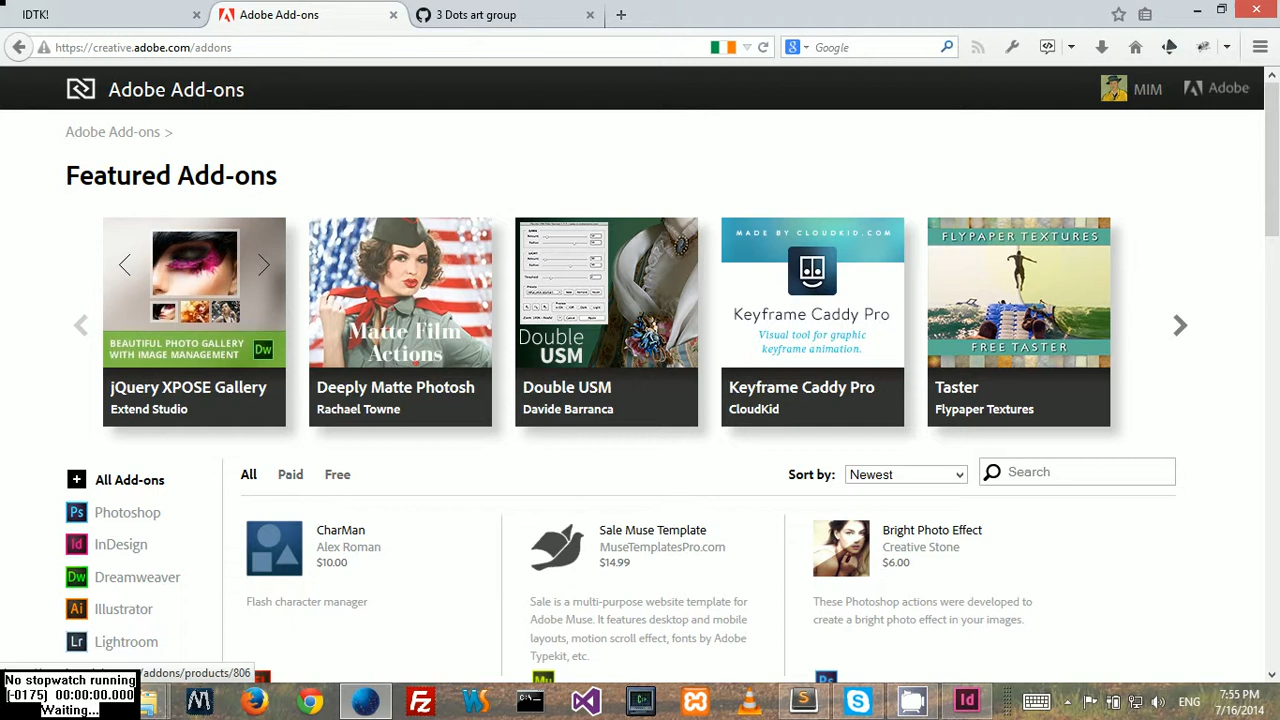 IDTK!
Adobe Add-ons
3 Dots art group
https://creative.adobe.com/addons
Google
Adobe Add-ons
MIM
Adobe
Adobe Add-ons >
Featured Add-ons
BEAUTIFUL PHOTO GALLERY
WITH IMAGE MANAGEMENT
Dw
jQuery XPOSE Gallery
Extend Studio
Matte Film
Actions
Deeply Matte Photosh
Rachael Towne
Double
USM
Double USM
Davide Barranca
MADE BY CLOUDKID.COM
Keyframe Caddy Pro
Visual tool for graphic
keyframe animation.
Keyframe Caddy Pro
CloudKid
FLYPAPER TEXTURES
FREE TASTER
Taster
Flypaper Textures
All Add-ons
Ps Photoshop
Id InDesign
Dw Dreamweaver
Ai Illustrator
Lr Lightroom
All Paid Free
Sort by: Newest
Search
CharMan
Alex Roman
$10.00
Flash character manager
Sale Muse Template
MuseTemplatesPro.com
$14.99
Sale is a multi-purpose website template for
Adobe Muse. It features desktop and mobile
layouts, motion scroll effect, fonts by Adobe
Typekit, etc.
Mu
Bright Photo Effect
Creative Stone
$6.00
These Photoshop actions were developed to
create a bright photo effect in your images.
Ps
/addons/products/806
No stopwatch running
[-0175] 00:00:00.000
Waiting...
Id
ENG
7:55 PM
7/16/2014